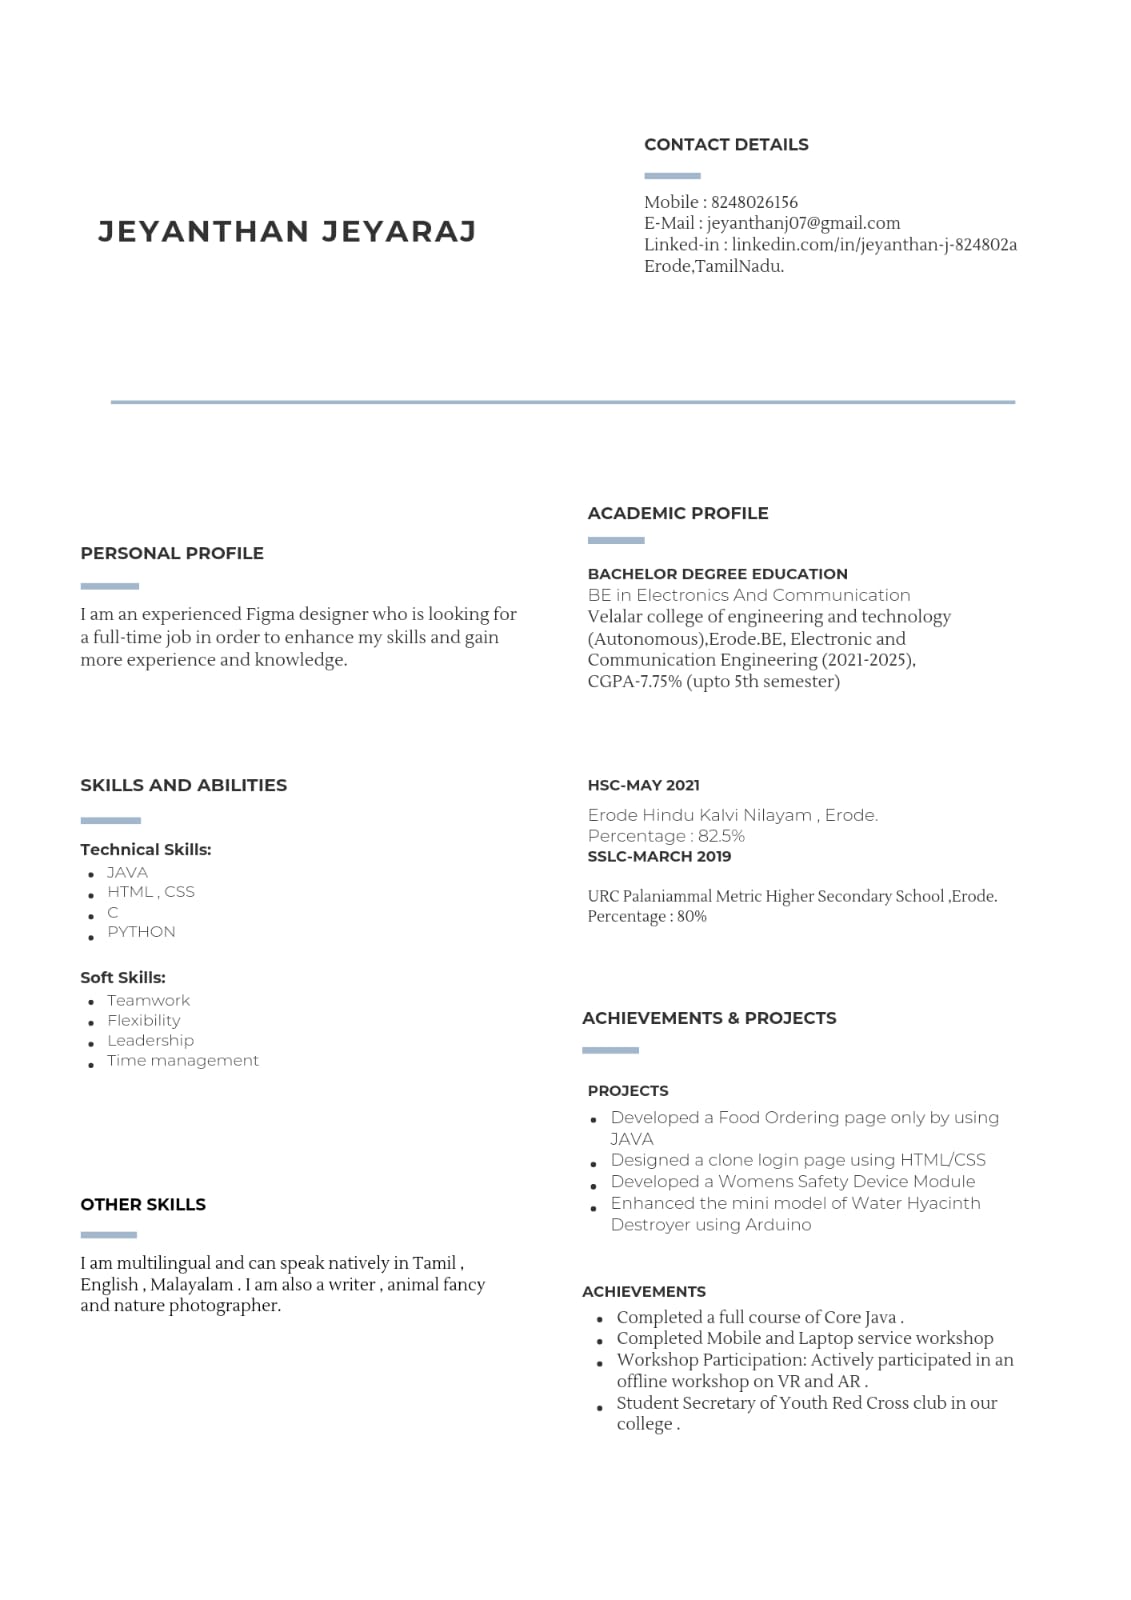 JEYANTHAN JEYARAJ
CONTACT DETAILS
Mobile : 8248026156
E-Mail : jeyanthanj07@gmail.com
Linked-in : linkedin.com/in/jeyanthan-j-824802a
Erode,TamilNadu.
PERSONAL PROFILE
I am an experienced Figma designer who is looking for
a full-time job in order to enhance my skills and gain
more experience and knowledge.
SKILLS AND ABILITIES
Technical Skills:
JAVA
HTML , CSS
C
PYTHON
Soft Skills:
Teamwork
Flexibility
Leadership
Time management
OTHER SKILLS
I am multilingual and can speak natively in Tamil ,
English , Malayalam . I am also a writer , animal fancy
and nature photographer.
ACADEMIC PROFILE
BACHELOR DEGREE EDUCATION
BE in Electronics And Communication
Velalar college of engineering and technology
(Autonomous),Erode.BE, Electronic and
Communication Engineering (2021-2025),
CGPA-7.75% (upto 5th semester)
HSC-MAY 2021
Erode Hindu Kalvi Nilayam , Erode.
Percentage : 82.5%
SSLC-MARCH 2019
URC Palaniammal Metric Higher Secondary School ,Erode.
Percentage : 80%
ACHIEVEMENTS & PROJECTS
PROJECTS
Developed a Food Ordering page only by using
JAVA
Designed a clone login page using HTML/CSS
Developed a Womens Safety Device Module
Enhanced the mini model of Water Hyacinth
Destroyer using Arduino
ACHIEVEMENTS
Completed a full course of Core Java .
Completed Mobile and Laptop service workshop
Workshop Participation: Actively participated in an
offline workshop on VR and AR .
Student Secretary of Youth Red Cross club in our
college .